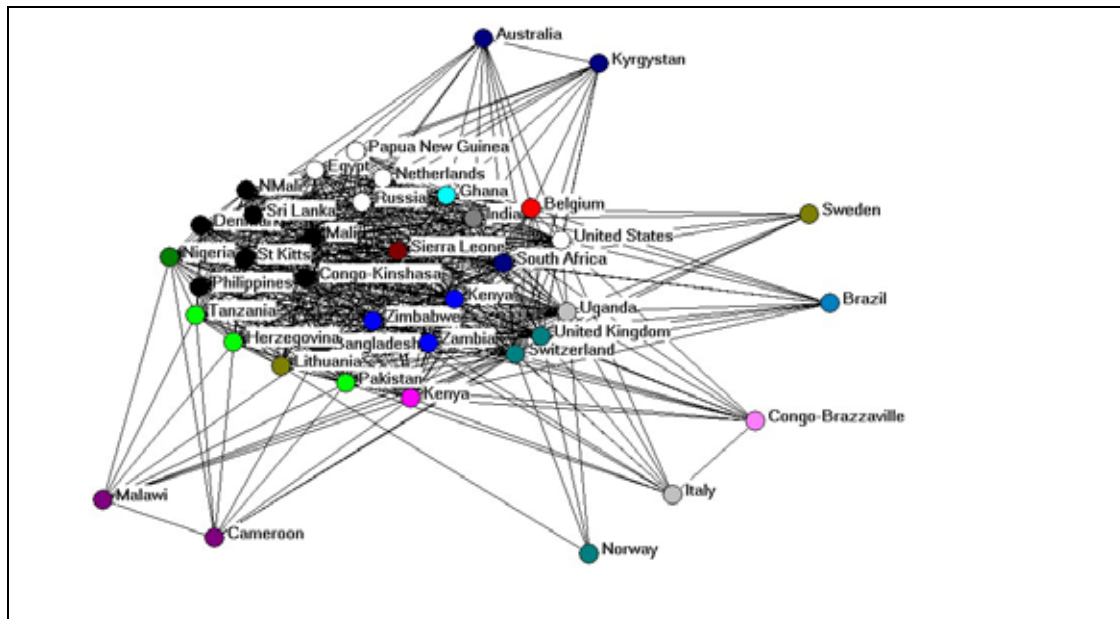 Australia
Kyrgystan
Papua New Guinea
Egypt
Netherlands
NMali
Russia
Ghana
Sri Lanka
India
Belgium
Sweden
Mali
United States
Nigeria
St Kitts
Sierra Leone
South Africa
Philippines
Congo-Kinshasa
Kenya
Brazil
Tanzania
Zimbabwe
Uganda
Herzegovina
Bangladesh
Zambia
United Kingdom
Switzerland
Lithuania
Pakistan
Kenya
Congo-Brazzaville
Malawi
Italy
Cameroon
Norway